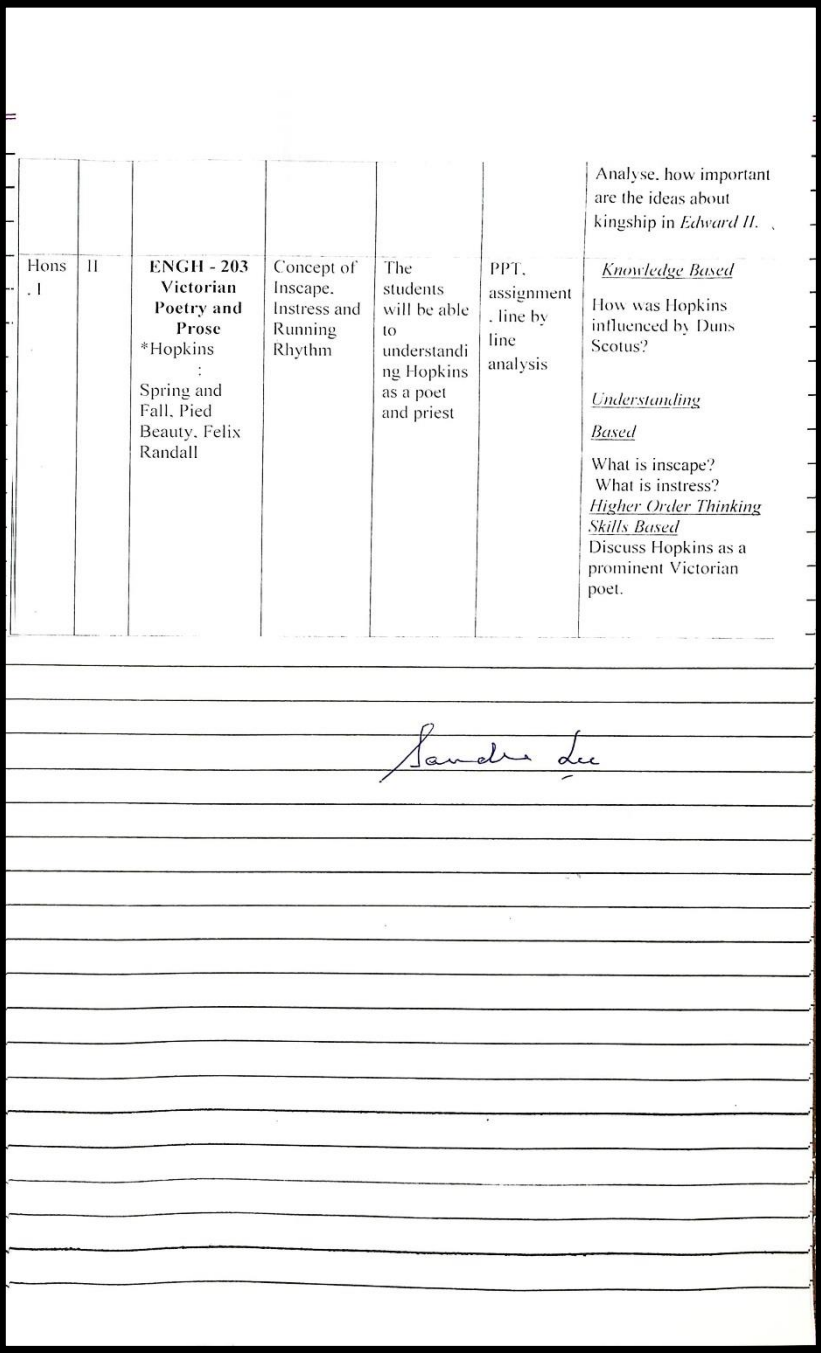 Analyse. how important
are the ideas about
kingship in Edward II.
Hons
. I
II
ENGH - 203
Victorian
Poetry and
Prose
*Hopkins
:
Spring and
Fall, Pied
Beauty, Felix
Randall
Concept of
Inscape.
Instress and
Running
Rhythm
The
students
will be able
to
understandi
ng Hopkins
as a poet
and priest
PPT,
assignment
. line by
line
analysis
Knowledge Based
How was Hopkins
influenced by Duns
Scotus?
Understanding
Based
What is inscape?
What is instress?
Higher Order Thinking
Skills Based
Discuss Hopkins as a
prominent Victorian
poet.
Sandra Lee